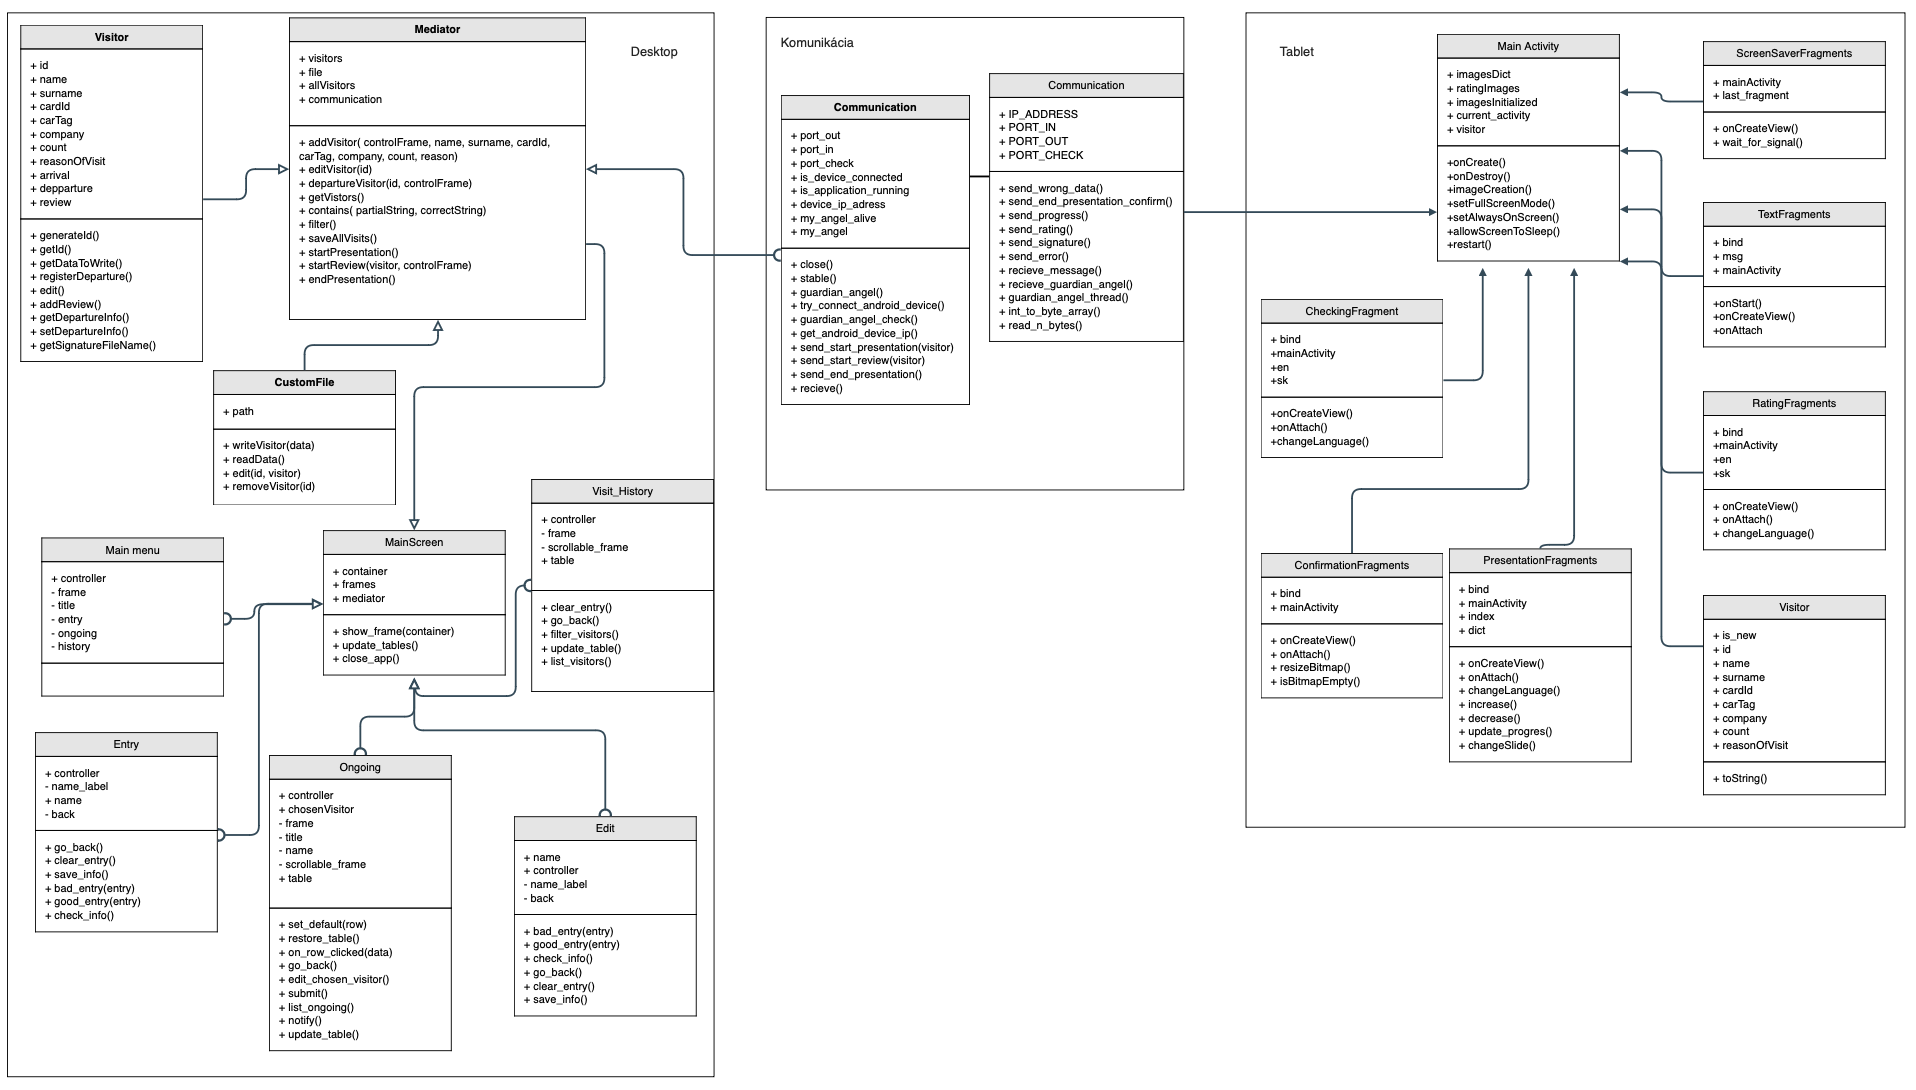 Desktop
Visitor
+ id
+ name
+ surname
+ cardId
+ carTag
+ company
+ count
+ reasonOfVisit
+ arrival
+ depparture
+ review
+ generateId()
+ getId()
+ getDataToWrite()
+ registerDeparture()
+ edit()
+ addReview()
+ getDepartureInfo()
+ setDepartureInfo()
+ getSignatureFileName()
Mediator
+ visitors
+ file
+ allVisitors
+ communication
+ addVisitor( controlFrame, name, surname, cardId,
carTag, company, count, reason)
+ editVisitor(id)
+ departureVisitor(id, controlFrame)
+ getVistors()
+ contains( partialString, correctString)
+ filter()
+ saveAllVisits()
+ startPresentation()
+ startReview(visitor, controlFrame)
+ endPresentation()
CustomFile
+ path
+ writeVisitor(data)
+ readData()
+ edit(id, visitor)
+ removeVisitor(id)
Visit_History
+ controller
- frame
- scrollable_frame
+ table
+ clear_entry()
+ go_back()
+ filter_visitors()
+ update_table()
+ list_visitors()
MainScreen
+ container
+ frames
+ mediator
+ show_frame(container)
+ update_tables()
+ close_app()
Main menu
+ controller
- frame
- title
- entry
- ongoing
- history
Entry
+ controller
- name_label
+ name
- back
+ go_back()
+ clear_entry()
+ save_info()
+ bad_entry(entry)
+ good_entry(entry)
+ check_info()
Ongoing
+ controller
+ chosenVisitor
- frame
- title
- name
- scrollable_frame
+ table
+ set_default(row)
+ restore_table()
+ on_row_clicked(data)
+ go_back()
+ edit_chosen_visitor()
+ submit()
+ list_ongoing()
+ notify()
+ update_table()
Edit
+ name
+ controller
- name_label
- back
+ bad_entry(entry)
+ good_entry(entry)
+ check_info()
+ go_back()
+ clear_entry()
+ save_info()
Komunikácia
Communication
+ port_out
+ port_in
+ port_check
+ is_device_connected
+ is_application_running
+ device_ip_adress
+ my_angel_alive
+ my_angel
+ close()
+ stable()
+ guardian_angel()
+ try_connect_android_device()
+ guardian_angel_check()
+ get_android_device_ip()
+ send_start_presentation(visitor)
+ send_start_review(visitor)
+ send_end_presentation()
+ recieve()
Communication
+ IP_ADDRESS
+ PORT_IN
+ PORT_OUT
+ PORT_CHECK
+ send_wrong_data()
+ send_end_presentation_confirm()
+ send_progress()
+ send_rating()
+ send_signature()
+ send_error()
+ recieve_message()
+ recieve_guardian_angel()
+ guardian_angel_thread()
+ int_to_byte_array()
+ read_n_bytes()
Tablet
Main Activity
+ imagesDict
+ ratingImages
+ imagesInitialized
+ current_activity
+ visitor
+onCreate()
+onDestroy()
+imageCreation()
+setFullScreenMode()
+setAlwaysOnScreen()
+allowScreenToSleep()
+restart()
ScreenSaverFragments
+ mainActivity
+ last_fragment
+ onCreateView()
+ wait_for_signal()
TextFragments
+ bind
+ msg
+ mainActivity
+onStart()
+onCreateView()
+onAttach
CheckingFragment
+ bind
+mainActivity
+en
+sk
+onCreateView()
+onAttach()
+changeLanguage()
RatingFragments
+ bind
+mainActivity
+en
+sk
+ onCreateView()
+ onAttach()
+ changeLanguage()
ConfirmationFragments
+ bind
+ mainActivity
+ onCreateView()
+ onAttach()
+ resizeBitmap()
+ isBitmapEmpty()
PresentationFragments
+ bind
+ mainActivity
+ index
+ dict
+ onCreateView()
+ onAttach()
+ changeLanguage()
+ increase()
+ decrease()
+ update_progres()
+ changeSlide()
Visitor
+ is_new
+ id
+ name
+ surname
+ cardId
+ carTag
+ company
+ count
+ reasonOfVisit
+ toString()